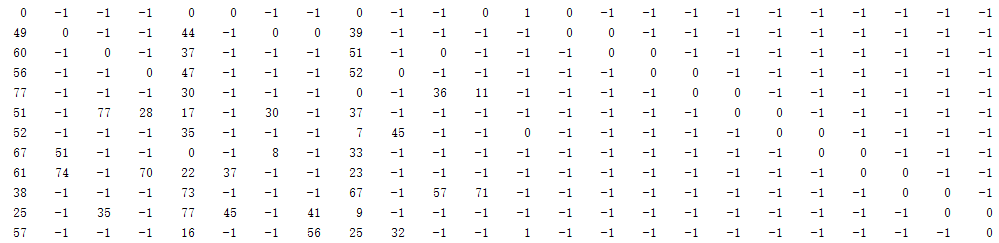 0 -1 -1 -1 0 0 -1 -1 0 -1 -1 0 1 0 -1 -1 -1 -1 -1 -1 -1 -1 -1 -1
49 0 -1 -1 44 -1 0 0 39 -1 -1 -1 -1 0 0 -1 -1 -1 -1 -1 -1 -1 -1 -1
60 -1 0 -1 37 -1 -1 -1 51 -1 0 -1 -1 -1 0 0 -1 -1 -1 -1 -1 -1 -1 -1
56 -1 -1 0 47 -1 -1 -1 52 0 -1 -1 -1 -1 -1 0 0 -1 -1 -1 -1 -1 -1 -1
77 -1 -1 -1 30 -1 -1 -1 0 -1 36 11 -1 -1 -1 -1 0 0 -1 -1 -1 -1 -1 -1
51 -1 77 28 17 -1 30 -1 37 -1 -1 -1 -1 -1 -1 -1 -1 0 0 -1 -1 -1 -1 -1
52 -1 -1 -1 35 -1 -1 -1 7 45 -1 -1 0 -1 -1 -1 -1 -1 0 0 -1 -1 -1 -1
67 51 -1 -1 0 -1 8 -1 33 -1 -1 -1 -1 -1 -1 -1 -1 -1 -1 0 0 -1 -1 -1
61 74 -1 70 22 37 -1 -1 23 -1 -1 -1 -1 -1 -1 -1 -1 -1 -1 -1 0 0 -1 -1
38 -1 -1 -1 73 -1 -1 -1 67 -1 57 71 -1 -1 -1 -1 -1 -1 -1 -1 -1 0 0 -1
25 -1 35 -1 77 45 -1 41 9 -1 -1 -1 -1 -1 -1 -1 -1 -1 -1 -1 -1 -1 0 0
57 -1 -1 -1 16 -1 -1 56 25 32 -1 -1 1 -1 -1 -1 -1 -1 -1 -1 -1 -1 -1 0